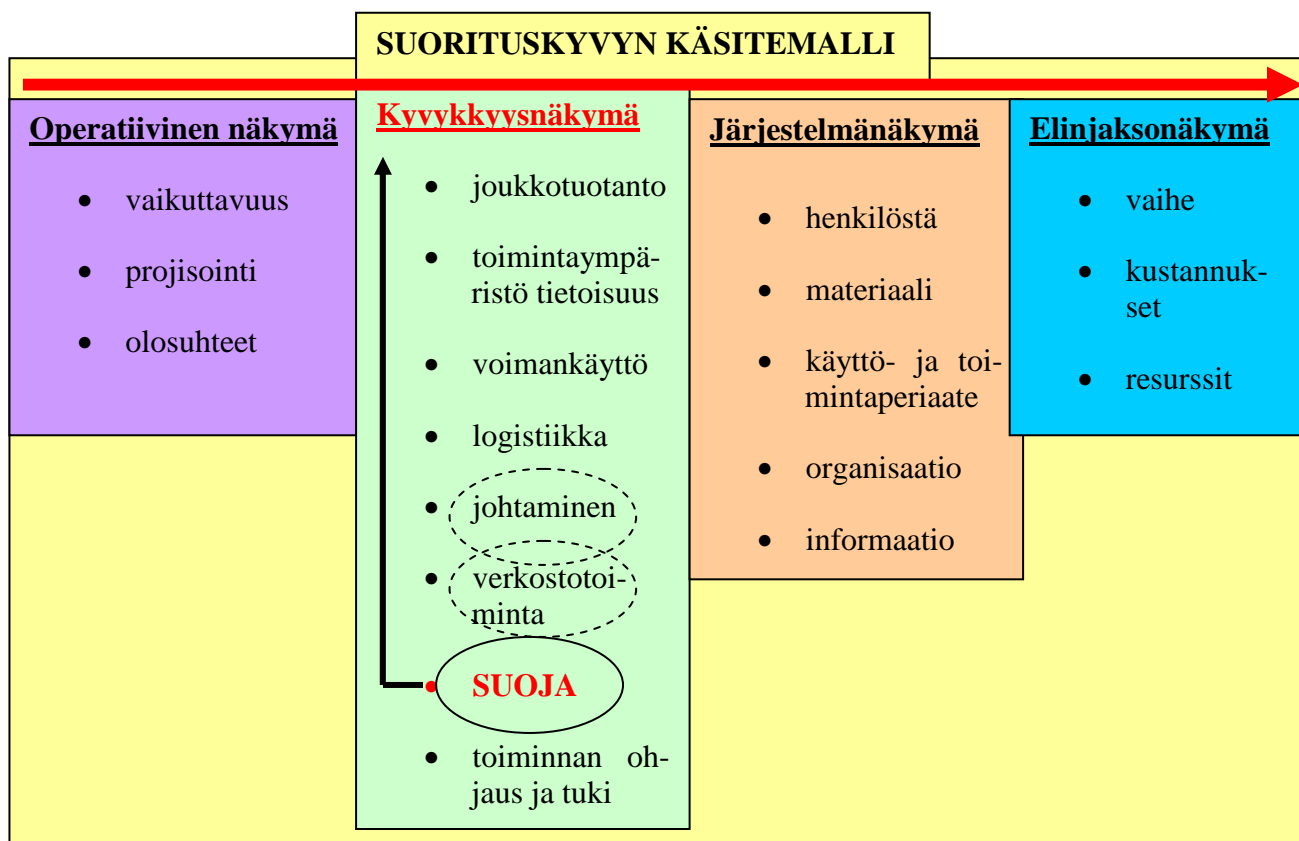 SUORITUSKYVYN KÄSITEMALLI
Operatiivinen näkymä
• vaikuttavuus
• projisointi
• olosuhteet
Kyvykkyysnäkymä
• joukkotuotanto
• toimintaympä-
ristö tietoisuus
• voimankäyttö
• logistiikka
• johtaminen
• verkostotoi-
minta
• SUOJA
• toiminnan oh-
jaus ja tuki
Järjestelmänäkymä
• henkilöstä
• materiaali
• käyttö- ja toi-
mintaperiaate
• organisaatio
• informaatio
Elinjaksonäkymä
• vaihe
• kustannuk-
set
• resurssit